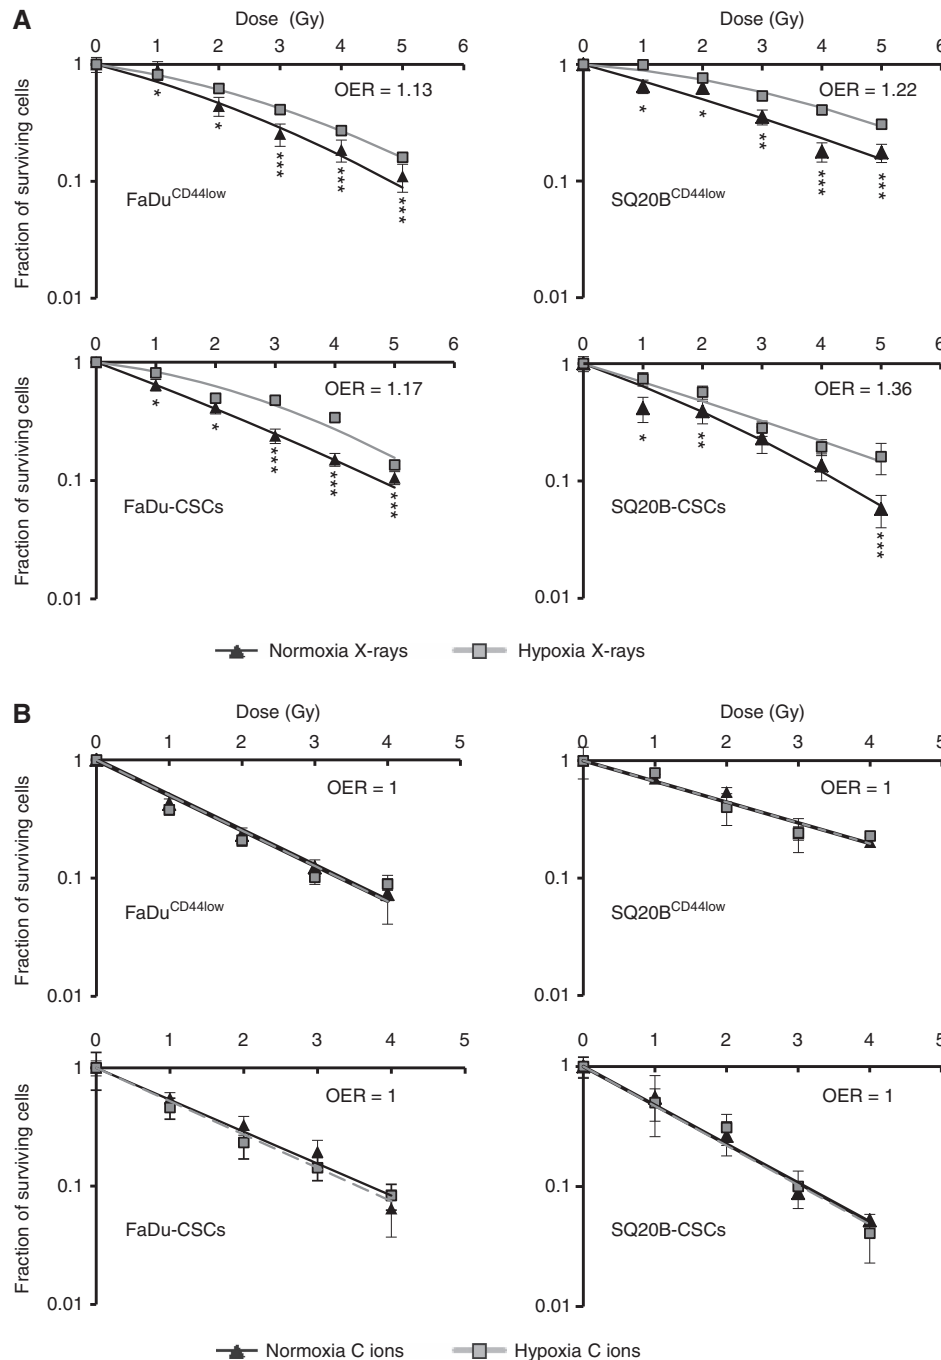 A
Dose (Gy)
0 1 2 3 4 5 6
1
0.1
0.01
Fraction of surviving cells
OER = 1.13
FaDu^CD44low
* * *** *** ***
0 1 2 3 4 5 6
Dose (Gy)
1
0.1
0.01
OER = 1.22
SQ20B^CD44low
* * ** *** ***
0 1 2 3 4 5 6
1
0.1
0.01
Fraction of surviving cells
OER = 1.17
FaDu-CSCs
* * *** *** ***
0 1 2 3 4 5 6
1
0.1
0.01
OER = 1.36
SQ20B-CSCs
* ** ***
Normoxia X-rays Hypoxia X-rays
B
Dose (Gy)
0 1 2 3 4 5
1
0.1
0.01
Fraction of surviving cells
OER = 1
FaDu^CD44low
Dose (Gy)
0 1 2 3 4 5
1
0.1
0.01
OER = 1
SQ20B^CD44low
0 1 2 3 4 5
1
0.1
0.01
Fraction of surviving cells
OER = 1
FaDu-CSCs
0 1 2 3 4 5
1
0.1
0.01
OER = 1
SQ20B-CSCs
Normoxia C ions Hypoxia C ions